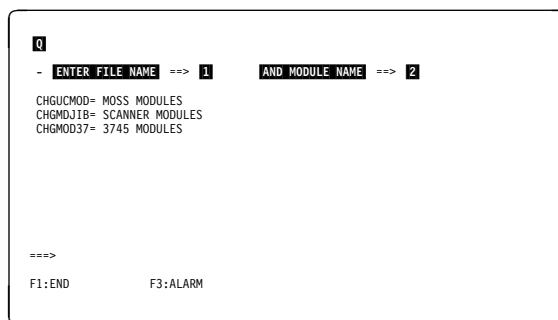 Q
- ENTER FILE NAME ==> 1 AND MODULE NAME ==> 2
CHGUCMOD= MOSS MODULES
CHGMDJIB= SCANNER MODULES
CHGMOD37= 3745 MODULES
===>
F1:END F3:ALARM